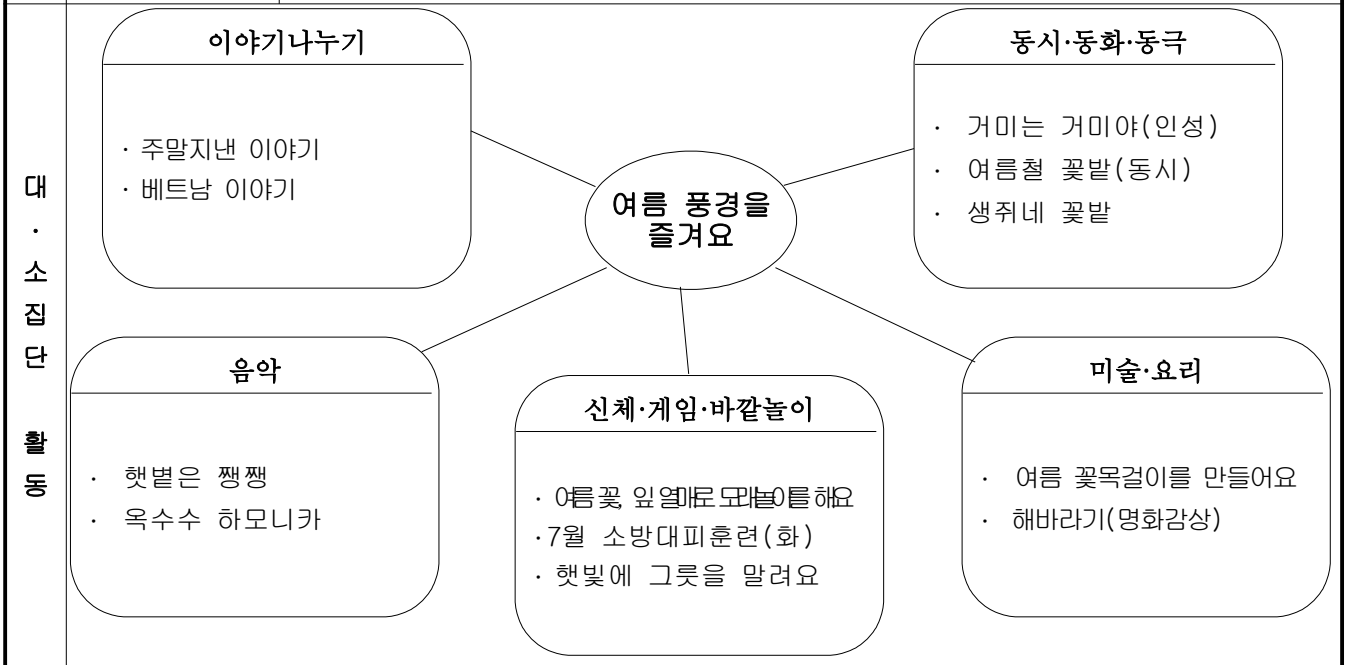 대·소집단 활동
이야기나누기
· 주말지낸 이야기
· 베트남 이야기
동시·동화·동극
· 거미는 거미야(인성)
· 여름철 꽃밭(동시)
· 생쥐네 꽃밭
여름 풍경을
즐겨요
음악
· 햇볕은 쨍쨍
· 옥수수 하모니카
신체·게임·바깥놀이
· 여름꽃, 잎 열매로 모래놀이를 해요
·7월 소방대피훈련(화)
· 햇빛에 그릇을 말려요
미술·요리
· 여름 꽃목걸이를 만들어요
· 해바라기(명화감상)